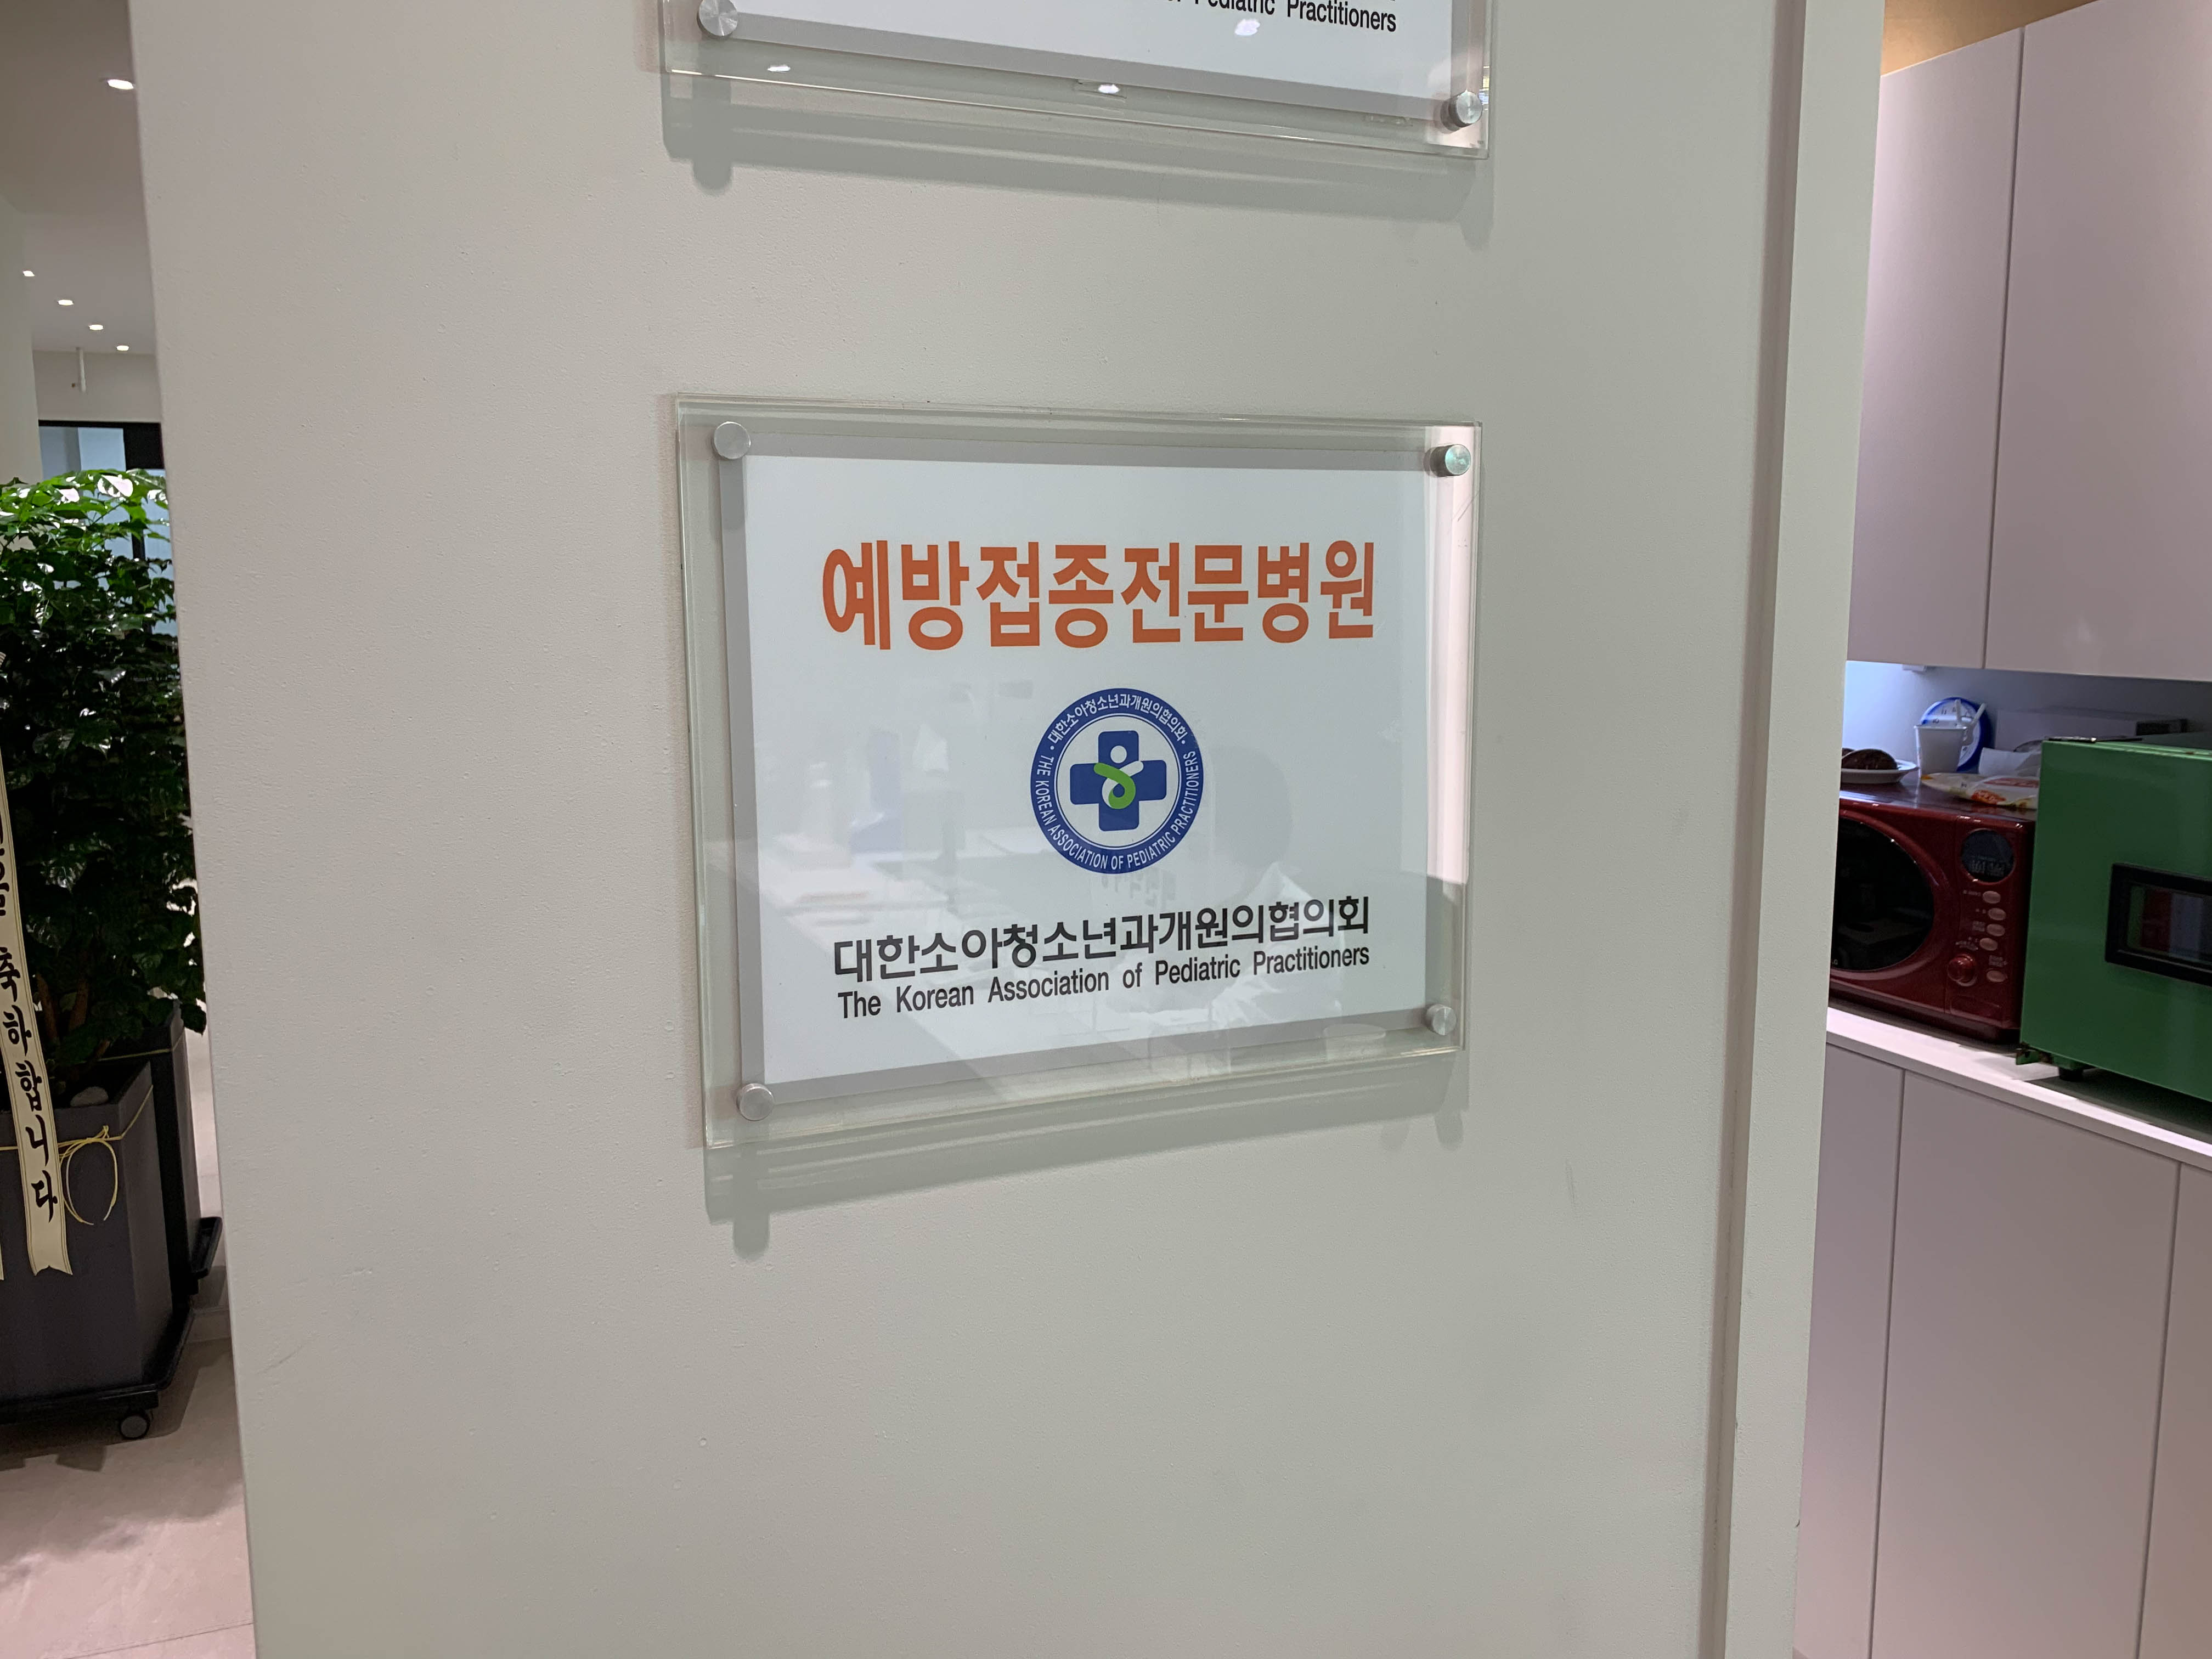 Pediatric Practitioners
예방접종전문병원
대한소아청소년과개원의협의회
THE KOREAN ASSOCIATION OF PEDIATRIC PRACTITIONERS
대한소아청소년과개원의협의회
The Korean Association of Pediatric Practitioners
축하합니다